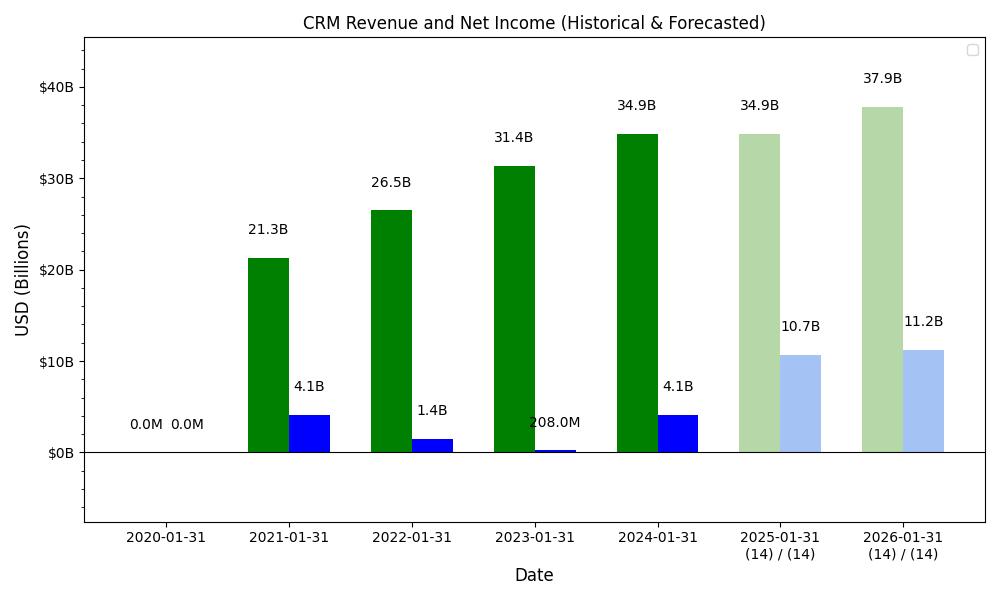 CRM Revenue and Net Income (Historical & Forecasted)
USD (Billions)
$40B
$30B
$20B
$10B
$0B
0.0M 0.0M
21.3B
4.1B
26.5B
1.4B
31.4B
208.0M
34.9B
4.1B
34.9B
10.7B
37.9B
11.2B
2020-01-31
2021-01-31
2022-01-31
2023-01-31
2024-01-31
2025-01-31
(14) / (14)
2026-01-31
(14) / (14)
Date